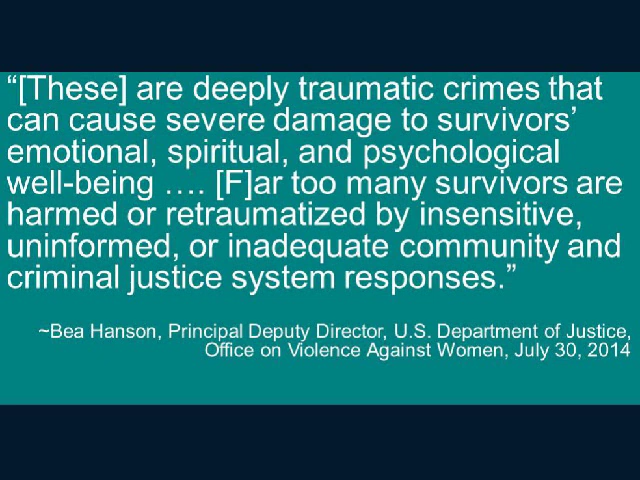 “[These] are deeply traumatic crimes that
can cause severe damage to survivors’
emotional, spiritual, and psychological
well-being …. [F]ar too many survivors are
harmed or retraumatized by insensitive,
uninformed, or inadequate community and
criminal justice system responses.”
~Bea Hanson, Principal Deputy Director, U.S. Department of Justice,
Office on Violence Against Women, July 30, 2014